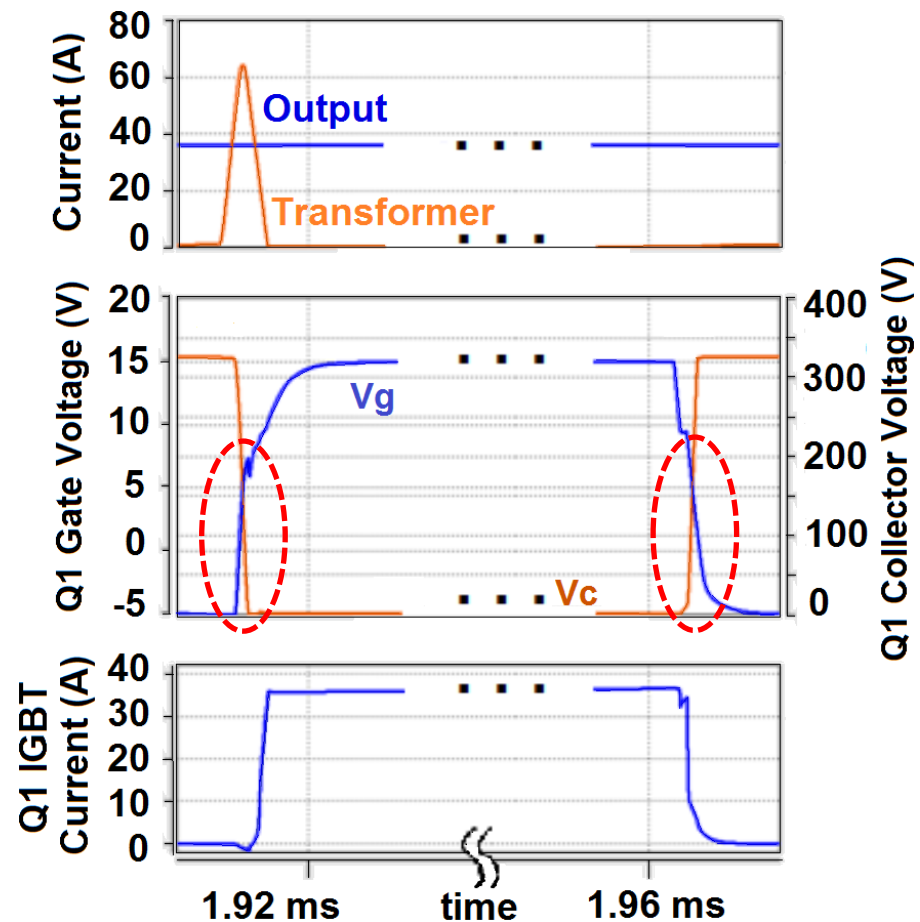 Current (A)
80
60
40
20
0
Output
Transformer
Q1 Gate Voltage (V)
20
15
10
5
0
-5
Vg
Vc
400
300
200
100
0
Q1 Collector Voltage (V)
Q1 IGBT
Current (A)
40
30
20
10
0
1.92 ms
time
1.96 ms